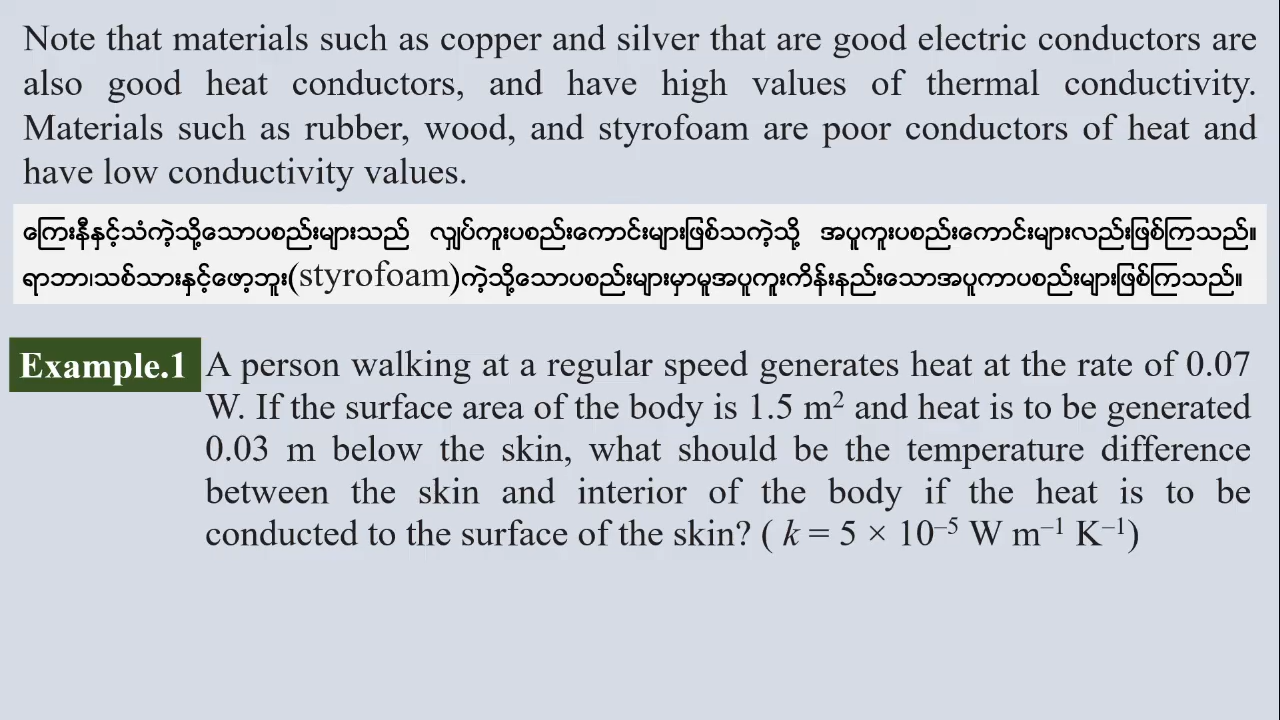 Note that materials such as copper and silver that are good electric conductors are
also good heat conductors, and have high values of thermal conductivity.
Materials such as rubber, wood, and styrofoam are poor conductors of heat and
have low conductivity values.
ကြေးနီနှင့်သံကဲ့သို့သောပစည်းများသည် လျှပ်ကူးပစည်းကောင်းများဖြစ်သကဲ့သို့ အပူကူးပစည်းကောင်းများလည်းဖြစ်ကြသည်။
ရာဘာ၊သစ်သားနှင့်ဖော့ဘူး(styrofoam)ကဲ့သို့သောပစည်းများမှာမူအပူကူးကိန်းနည်းသောအပူကာပစည်းများဖြစ်ကြသည်။
Example.1 A person walking at a regular speed generates heat at the rate of 0.07
W. If the surface area of the body is 1.5 m² and heat is to be generated
0.03 m below the skin, what should be the temperature difference
between the skin and interior of the body if the heat is to be
conducted to the surface of the skin? ( k = 5 × 10⁻⁵ W m⁻¹ K⁻¹)